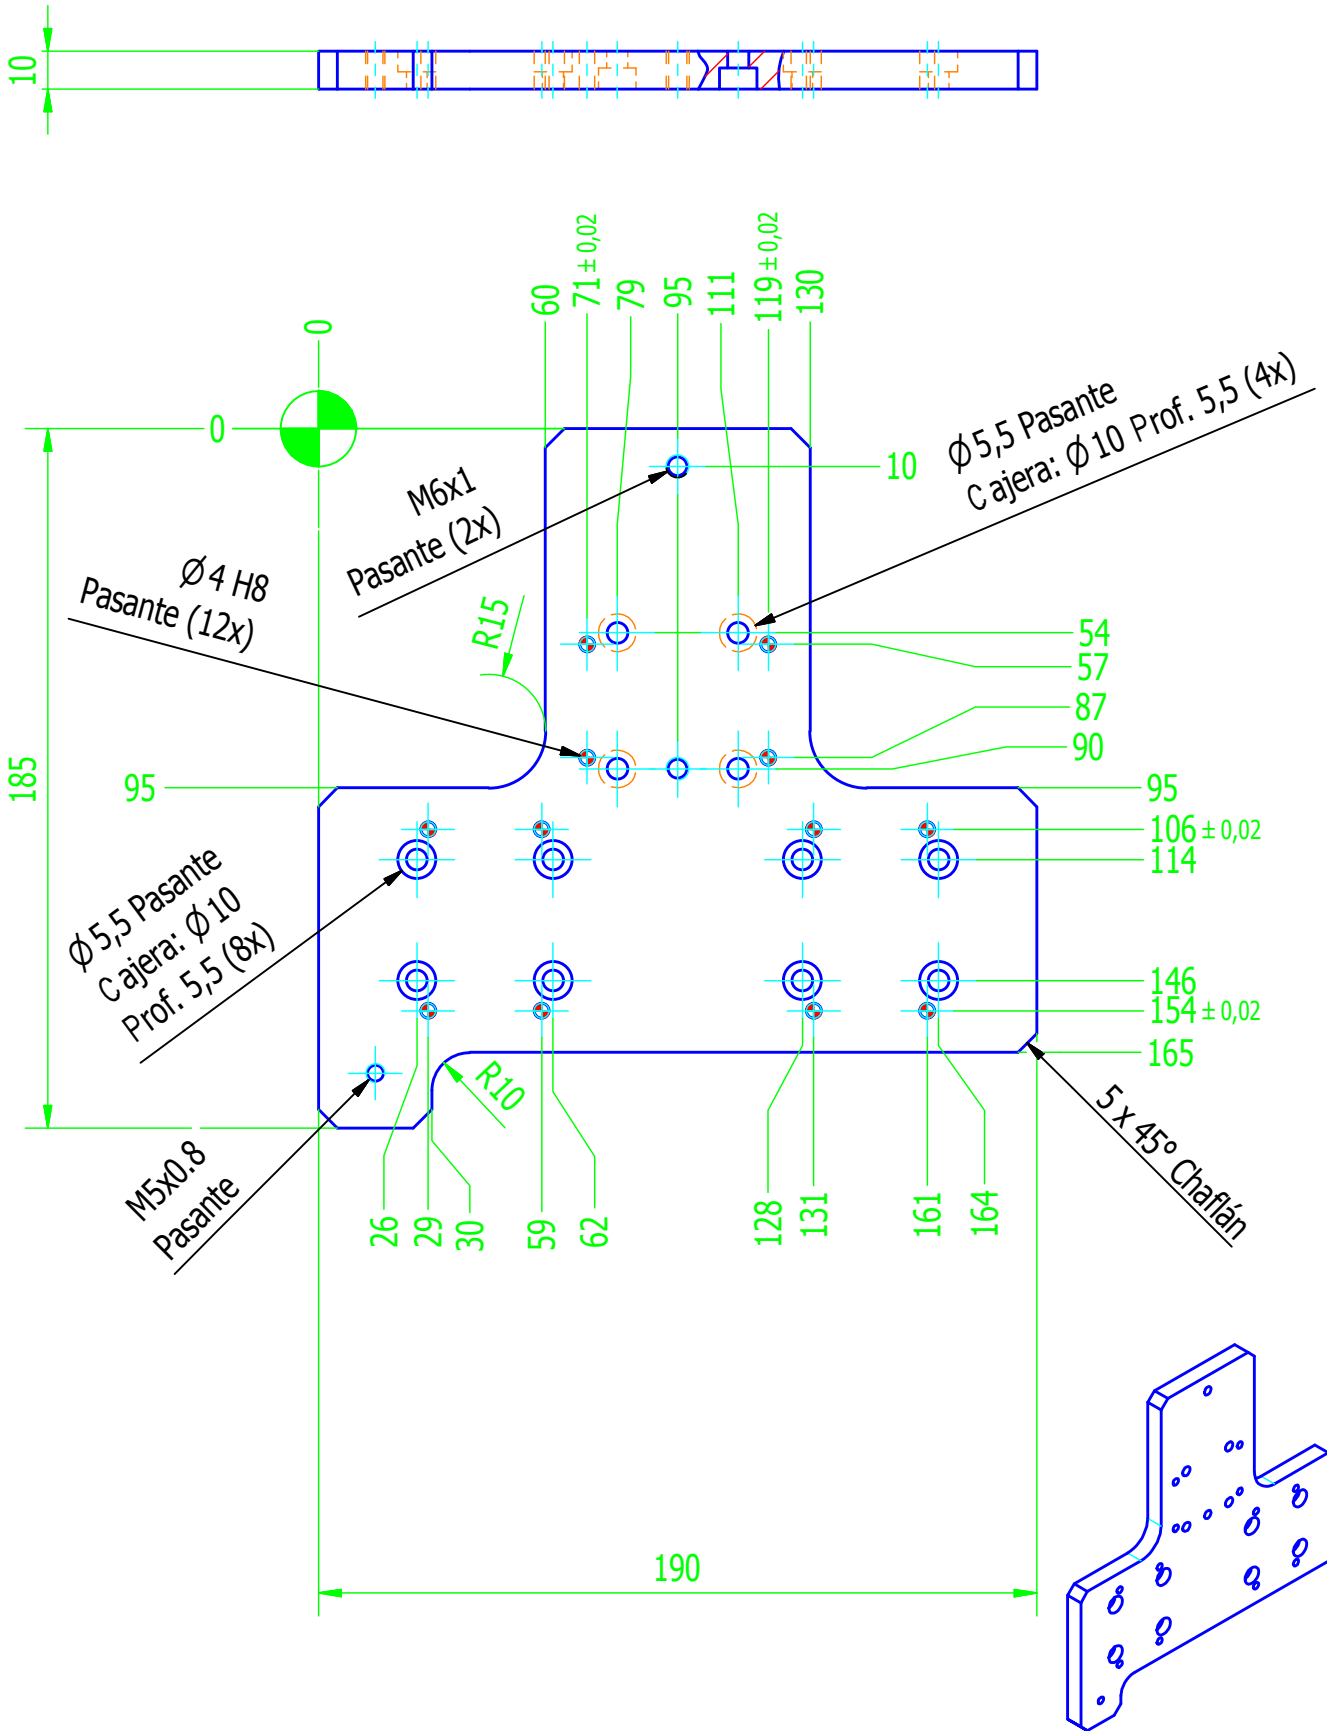 10
0
0
60
71 ± 0,02
79
95
111
119 ± 0,02
130
10
M6x1
Pasante (2x)
Ø 5,5 Pasante
Cajera: Ø 10 Prof. 5,5 (4x)
Ø 4 H8
Pasante (12x)
R15
54
57
87
90
185
95
95
106 ± 0,02
114
Ø 5,5 Pasante
Cajera: Ø 10
Prof. 5,5 (8x)
146
154 ± 0,02
165
R10
M5x0.8
Pasante
5 x 45° Chaflán
26
29
30
59
62
128
131
161
164
190